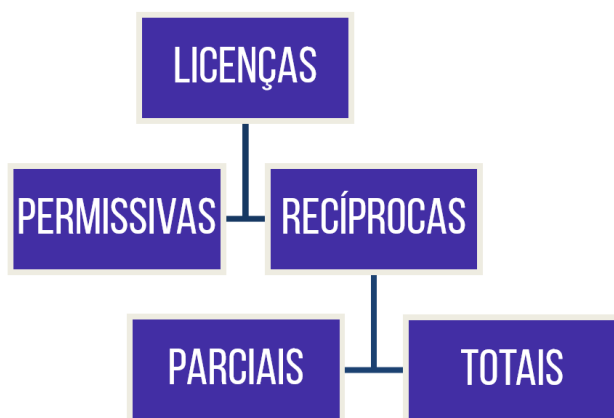 LICENÇAS
PERMISSIVAS
RECÍPROCAS
PARCIAIS
TOTAIS